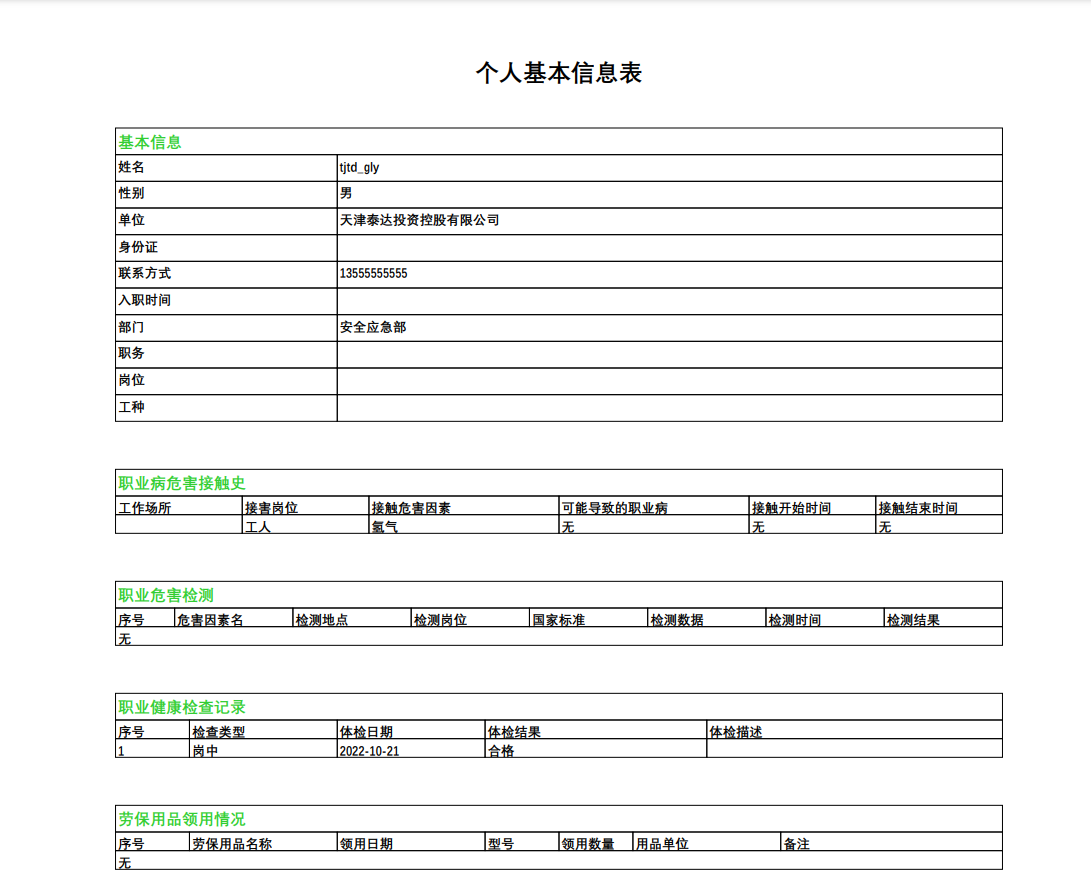 个人基本信息表
基本信息
姓名 tjtd_gly
性别 男
单位 天津泰达投资控股有限公司
身份证
联系方式 13555555555
入职时间
部门 安全应急部
职务
岗位
工种
职业病危害接触史
工作场所 接害岗位 接触危害因素 可能导致的职业病 接触开始时间 接触结束时间
工人 氢气 无 无 无
职业危害检测
序号 危害因素名 检测地点 检测岗位 国家标准 检测数据 检测时间 检测结果
无
职业健康检查记录
序号 检查类型 体检日期 体检结果 体检描述
1 岗中 2022-10-21 合格
劳保用品领用情况
序号 劳保用品名称 领用日期 型号 领用数量 用品单位 备注
无